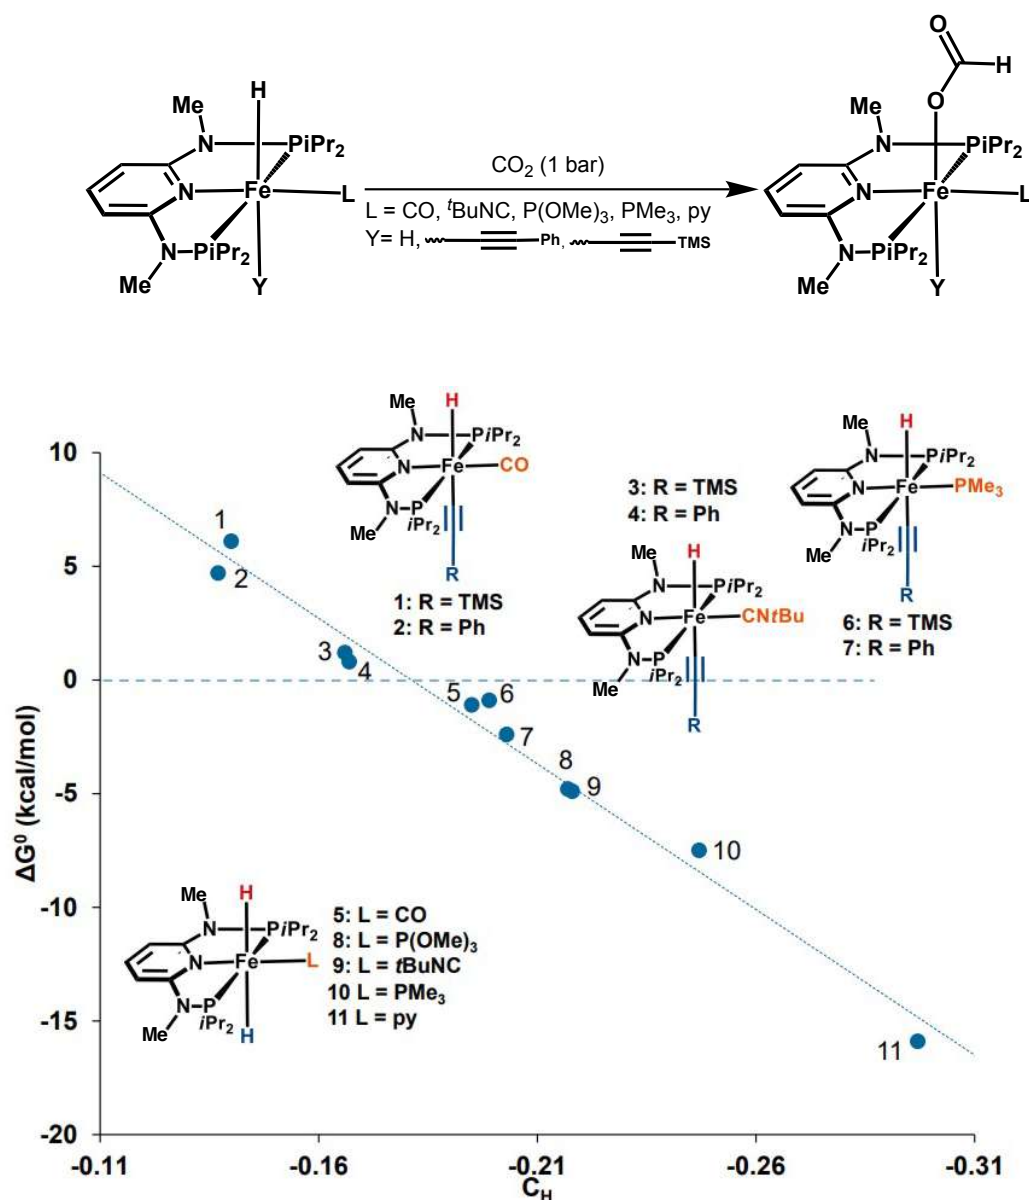 H
Me
N
PiPr2
N
Fe
L
N
PiPr2
Me
Y
CO2 (1 bar)
L = CO, tBuNC, P(OMe)3, PMe3, py
Y= H, Ph, TMS
O
H
O
Me
N
PiPr2
N
Fe
L
N
PiPr2
Me
Y
10
5
0
-5
-10
-15
-20
ΔG0 (kcal/mol)
1
2
3
4
5
6
7
8
9
10
11
H
Me
N
PiPr2
N
Fe
CO
N
P
iPr2
Me
R
1: R = TMS
2: R = Ph
3: R = TMS
4: R = Ph
H
Me
N
PiPr2
N
Fe
CNtBu
N
P
iPr2
Me
R
H
Me
N
PiPr2
N
Fe
PMe3
N
P
iPr2
Me
R
6: R = TMS
7: R = Ph
H
Me
N
PiPr2
N
Fe
L
N
P
iPr2
Me
H
5: L = CO
8: L = P(OMe)3
9: L = tBuNC
10 L = PMe3
11 L = py
-0.11
-0.16
-0.21
-0.26
-0.31
CH